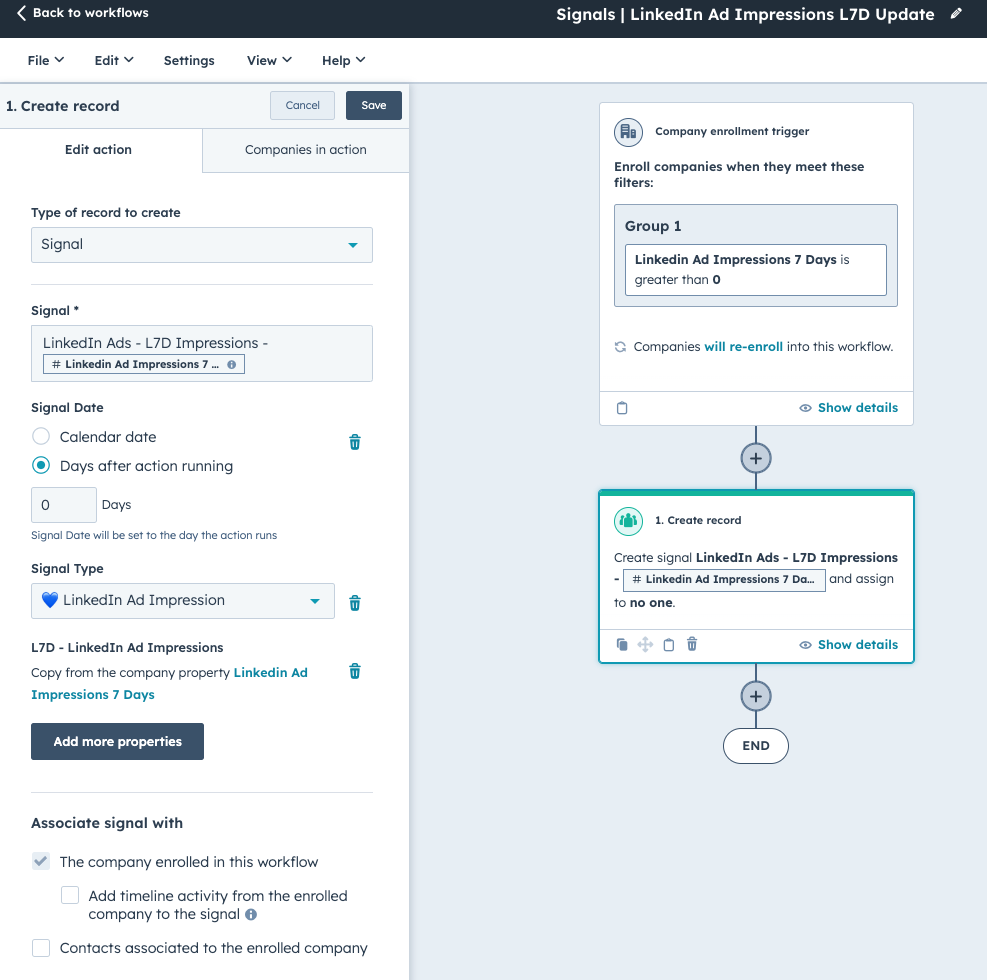 Back to workflows
Signals | LinkedIn Ad Impressions L7D Update
File Edit Settings View Help
1. Create record
Cancel
Save
Edit action
Companies in action
Type of record to create
Signal
Signal *
LinkedIn Ads - L7D Impressions -
# Linkedin Ad Impressions 7 ...
Signal Date
Calendar date
Days after action running
0 Days
Signal Date will be set to the day the action runs
Signal Type
💙 LinkedIn Ad Impression
L7D - LinkedIn Ad Impressions
Copy from the company property Linkedin Ad
Impressions 7 Days
Add more properties
Associate signal with
The company enrolled in this workflow
Add timeline activity from the enrolled
company to the signal
Contacts associated to the enrolled company
Company enrollment trigger
Enroll companies when they meet these
filters:
Group 1
Linkedin Ad Impressions 7 Days is
greater than 0
Companies will re-enroll into this workflow.
Show details
1. Create record
Create signal LinkedIn Ads - L7D Impressions
- # Linkedin Ad Impressions 7 Da... and assign
to no one.
Show details
END